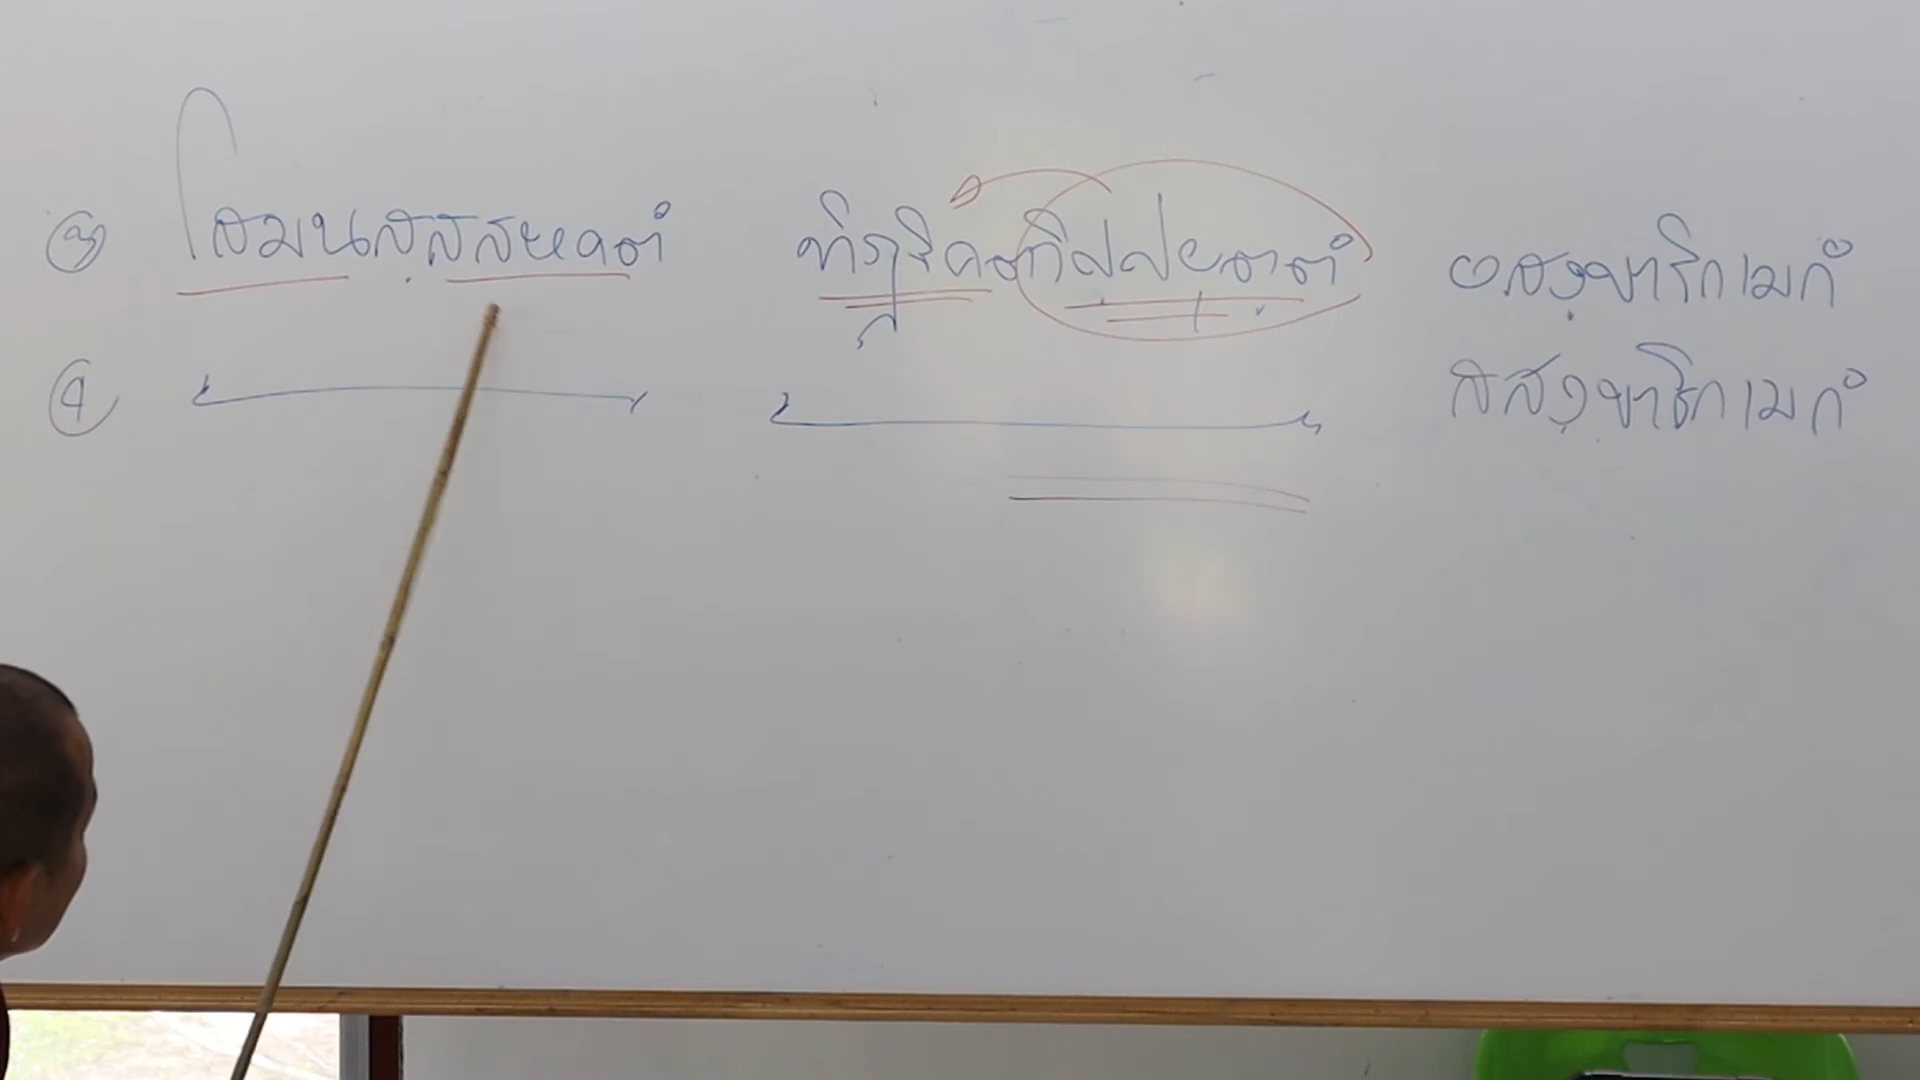 ๓ โสมนสฺสสหคตํ ทิฏฺฐิคตวิปฺปยุตฺตํ อสงฺขาริกเมกํ
๔ สสงฺขาริกเมกํ